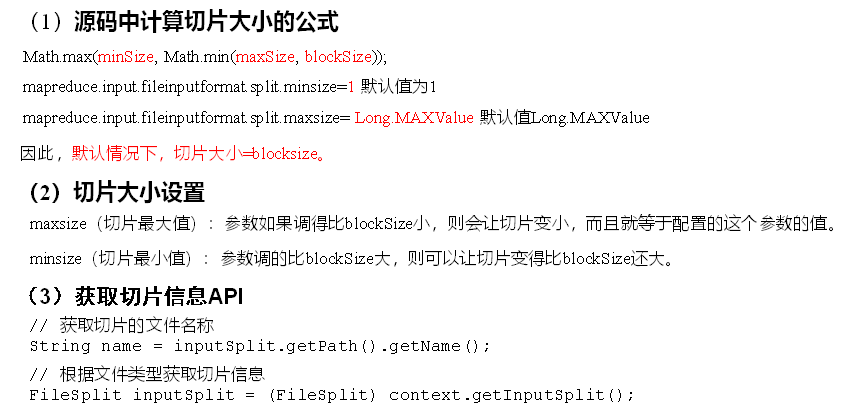 （1）源码中计算切片大小的公式
Math.max(minSize, Math.min(maxSize, blockSize));
mapreduce.input.fileinputformat.split.minsize=1 默认值为1
mapreduce.input.fileinputformat.split.maxsize= Long.MAXValue 默认值Long.MAXValue
因此，默认情况下，切片大小=blocksize。
（2）切片大小设置
maxsize（切片最大值）：参数如果调得比blockSize小，则会让切片变小，而且就等于配置的这个参数的值。
minsize（切片最小值）：参数调的比blockSize大，则可以让切片变得比blockSize还大。
（3）获取切片信息API
// 获取切片的文件名称
String name = inputSplit.getPath().getName();
// 根据文件类型获取切片信息
FileSplit inputSplit = (FileSplit) context.getInputSplit();